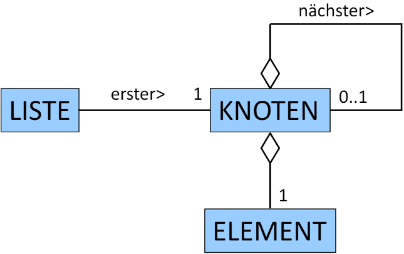 nächster>
erster>
1
LISTE
KNOTEN
0..1
1
ELEMENT